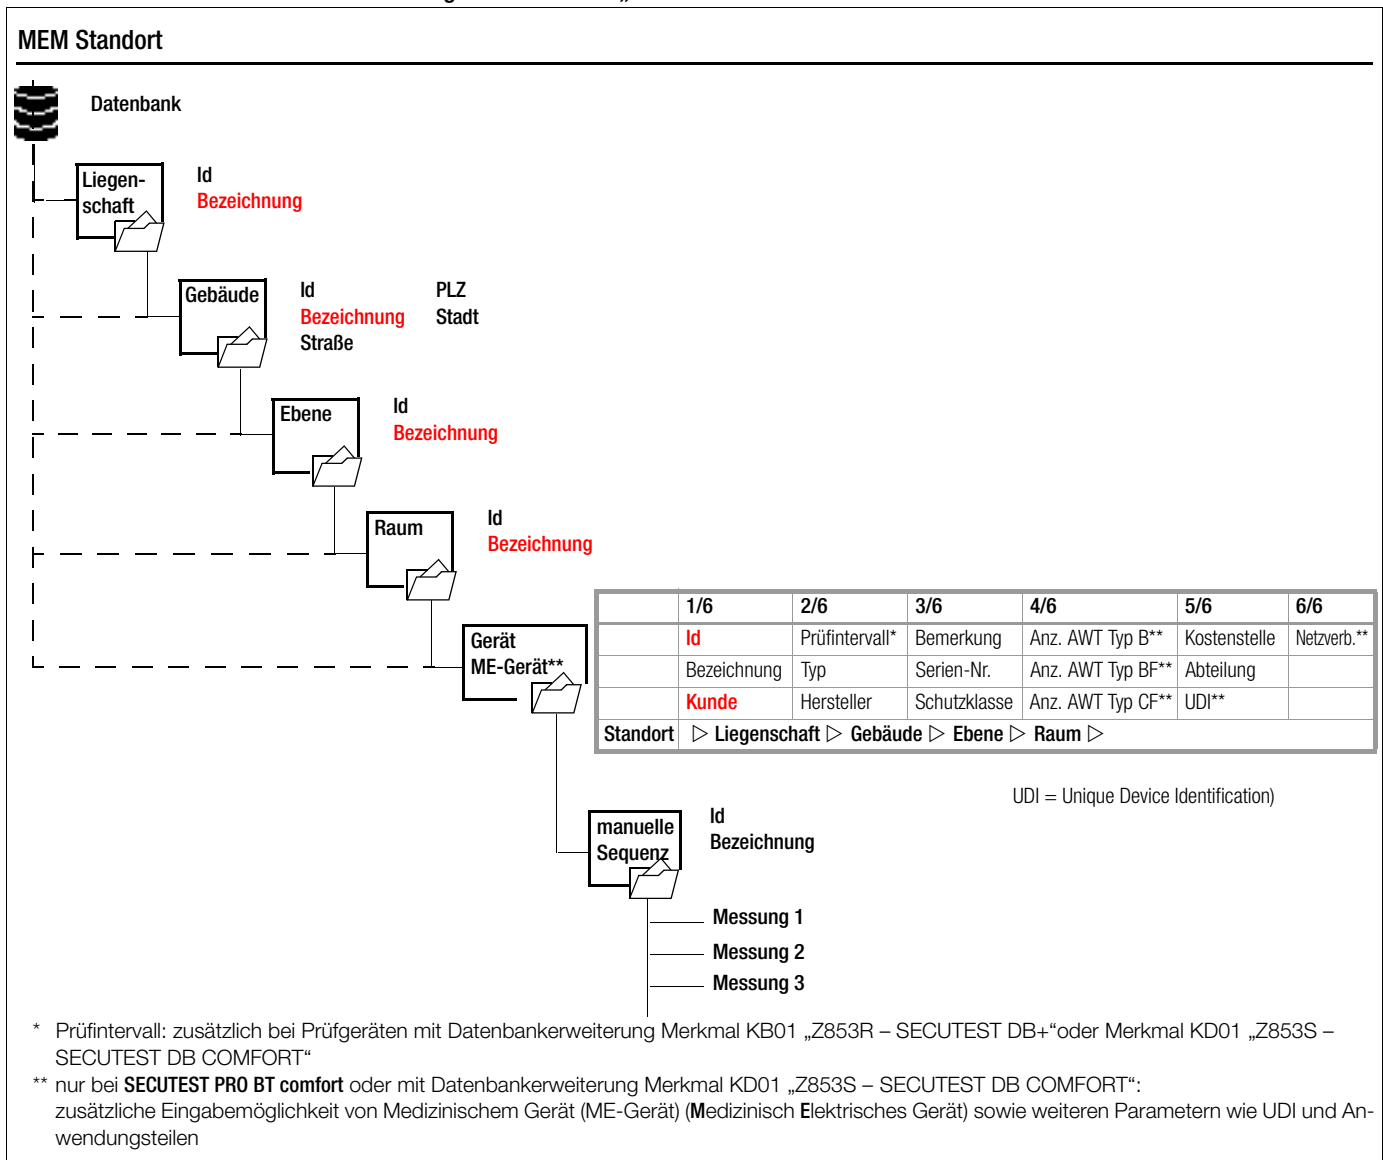 MEM Standort
Datenbank
Liegen-
schaft
Id
Bezeichnung
Gebäude
Id
PLZ
Bezeichnung
Stadt
Straße
Ebene
Id
Bezeichnung
Raum
Id
Bezeichnung
Gerät
ME-Gerät**
1/6 2/6 3/6 4/6 5/6 6/6
Id Prüfintervall* Bemerkung Anz. AWT Typ B** Kostenstelle Netzverb.**
Bezeichnung Typ Serien-Nr. Anz. AWT Typ BF** Abteilung
Kunde Hersteller Schutzklasse Anz. AWT Typ CF** UDI**
Standort ▷ Liegenschaft ▷ Gebäude ▷ Ebene ▷ Raum ▷
UDI = Unique Device Identification)
manuelle
Sequenz
Id
Bezeichnung
Messung 1
Messung 2
Messung 3
* Prüfintervall: zusätzlich bei Prüfgeräten mit Datenbankerweiterung Merkmal KB01 „Z853R – SECUTEST DB+“oder Merkmal KD01 „Z853S –
SECUTEST DB COMFORT“
** nur bei SECUTEST PRO BT comfort oder mit Datenbankerweiterung Merkmal KD01 „Z853S – SECUTEST DB COMFORT“:
zusätzliche Eingabemöglichkeit von Medizinischem Gerät (ME-Gerät) (Medizinisch Elektrisches Gerät) sowie weiteren Parametern wie UDI und An-
wendungsteilen